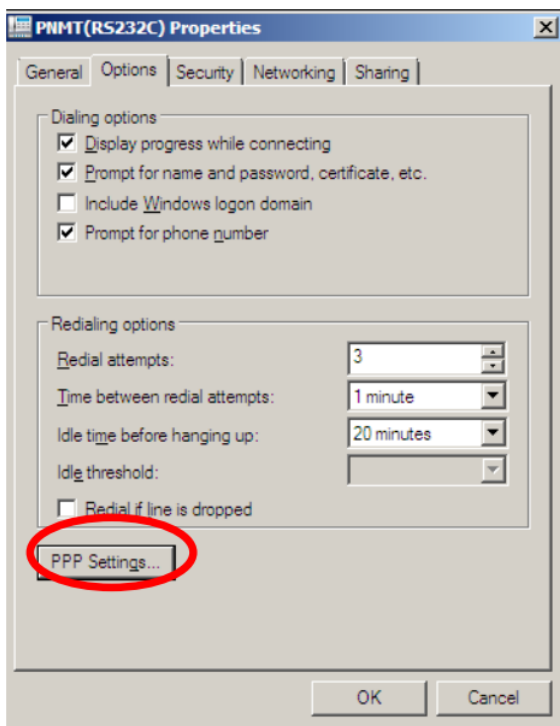 PNMT(RS232C) Properties
General Options Security Networking Sharing
Dialing options
Display progress while connecting
Prompt for name and password, certificate, etc.
Include Windows logon domain
Prompt for phone number
Redialing options
Redial attempts: 3
Time between redial attempts: 1 minute
Idle time before hanging up: 20 minutes
Idle threshold:
Redial if line is dropped
PPP Settings...
OK Cancel